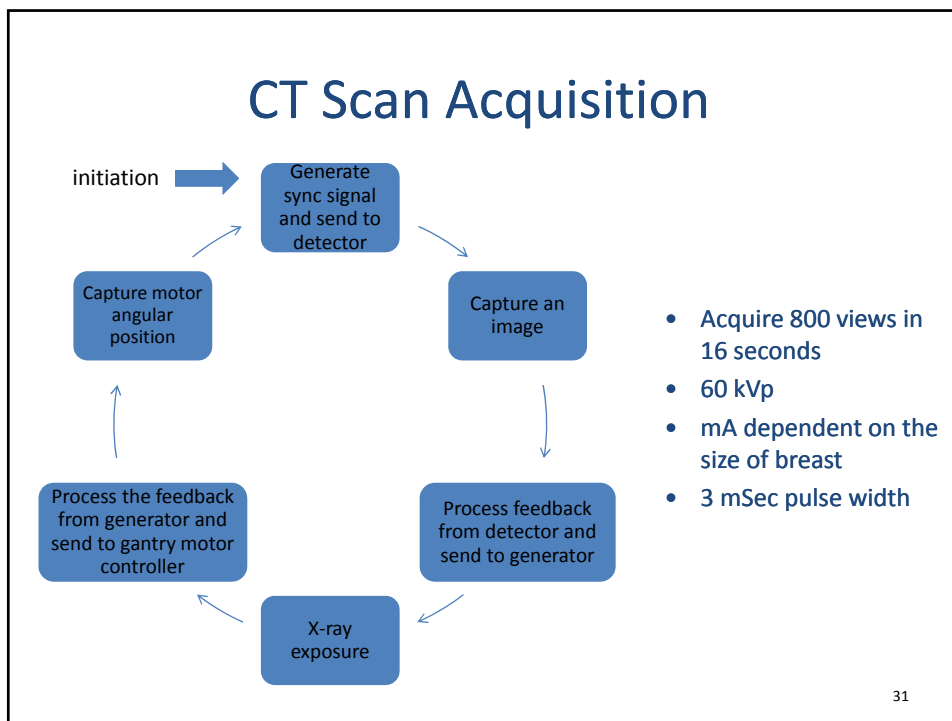 CT Scan Acquisition
initiation
Generate
sync signal
and send to
detector
Capture an
image
Process feedback
from detector and
send to generator
X-ray
exposure
Process the feedback
from generator and
send to gantry motor
controller
Capture motor
angular
position
• Acquire 800 views in
16 seconds
• 60 kVp
• mA dependent on the
size of breast
• 3 mSec pulse width
31